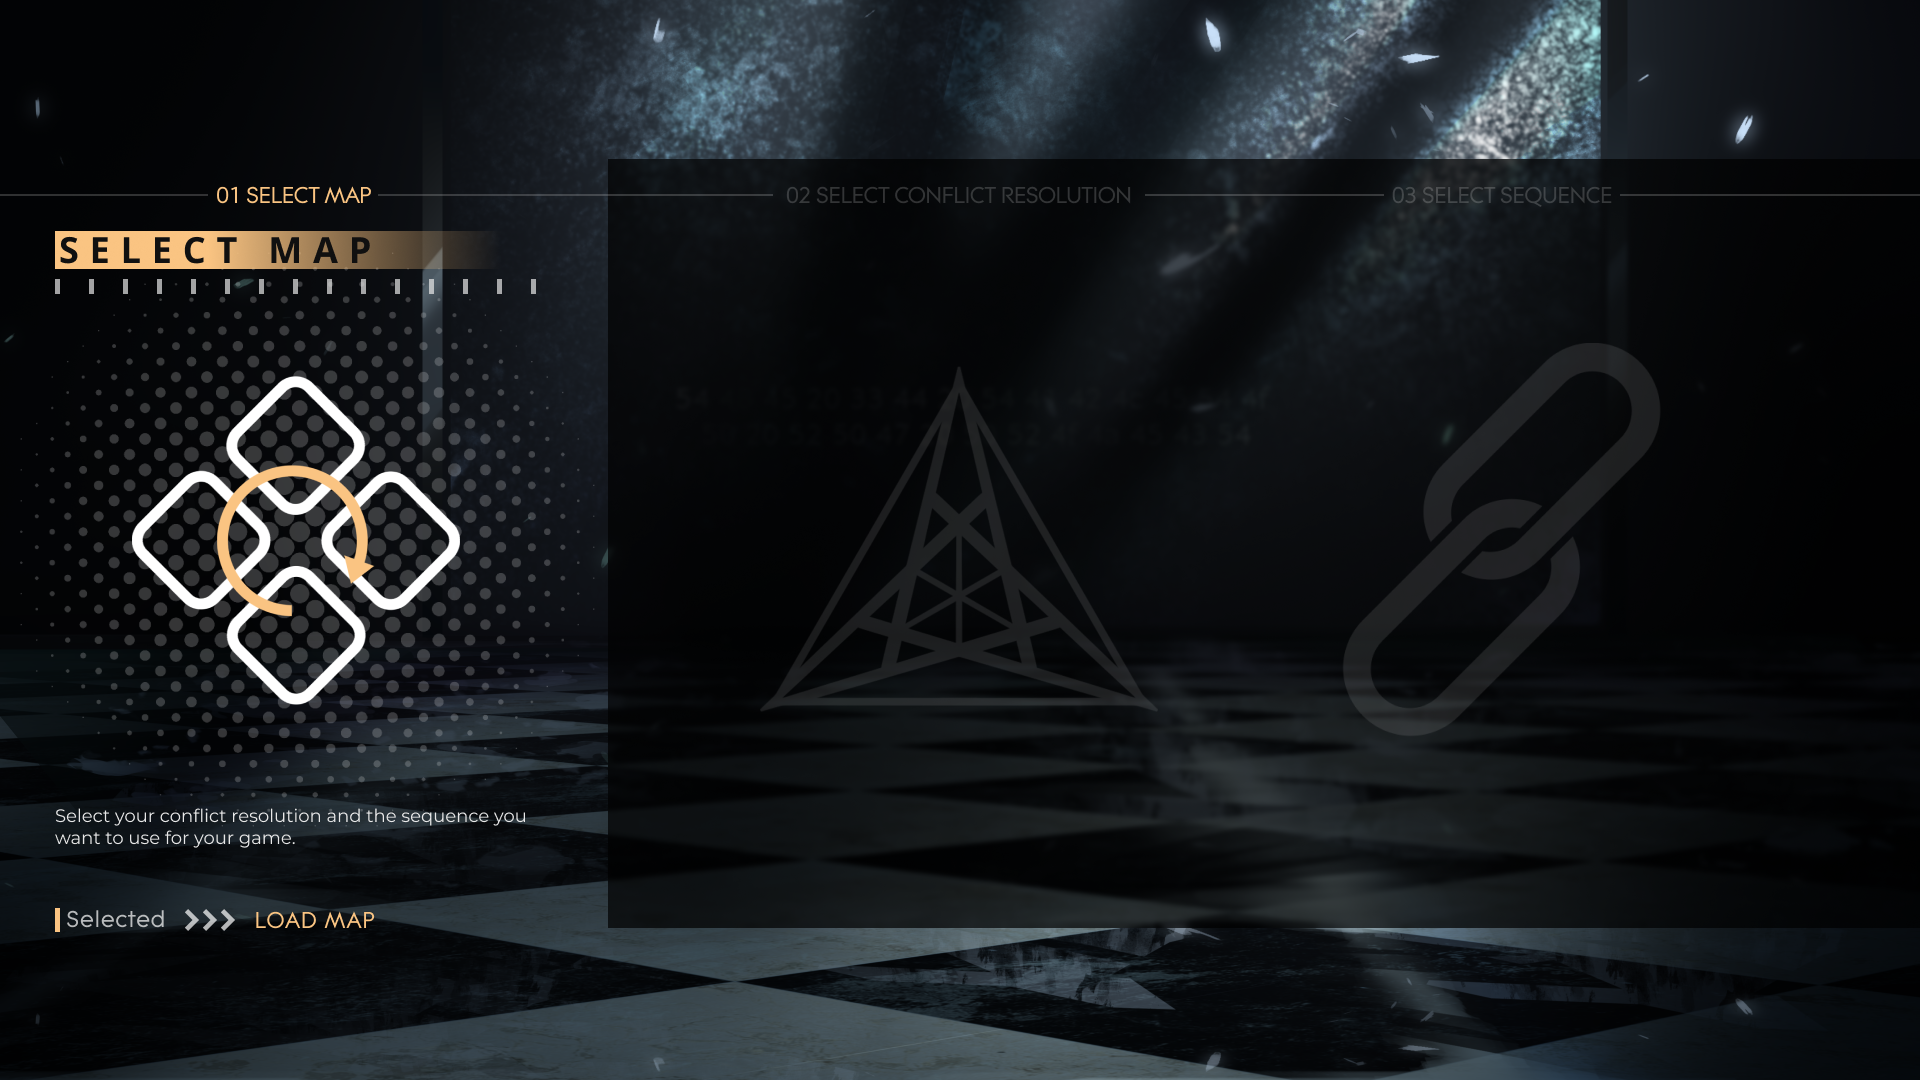 01 SELECT MAP
02 SELECT CONFLICT RESOLUTION
03 SELECT SEQUENCE
SELECT MAP
Select your conflict resolution and the sequence you
want to use for your game.
Selected
LOAD MAP